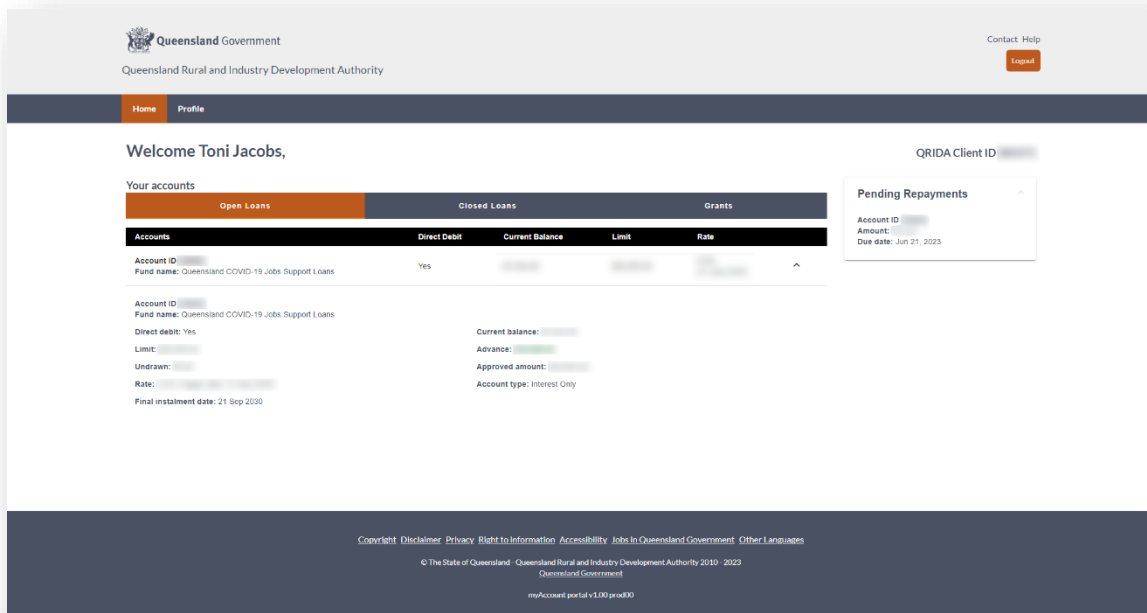 Queensland Government
Contact Help
Queensland Rural and Industry Development Authority
Logout
Home Profile
Welcome Toni Jacobs,
QRIDA Client ID
Your accounts
Open Loans Closed Loans Grants
Accounts Direct Debit Current Balance Limit Rate
Account ID
Fund name: Queensland COVID-19 Jobs Support Loans
Yes
Account ID
Fund name: Queensland COVID-19 Jobs Support Loans
Direct debit: Yes
Current balance:
Limit:
Advance:
Undrawn:
Approved amount:
Rate:
Account type: Interest Only
Final instalment date: 21 Sep 2030
Pending Repayments
Account ID
Amount:
Due date: Jun 21, 2023
Copyright Disclaimer Privacy Right to Information Accessibility Jobs in Queensland Government Other Languages
© The State of Queensland - Queensland Rural and Industry Development Authority 2010 - 2023
Queensland Government
myAccount portal v1.00 prod00